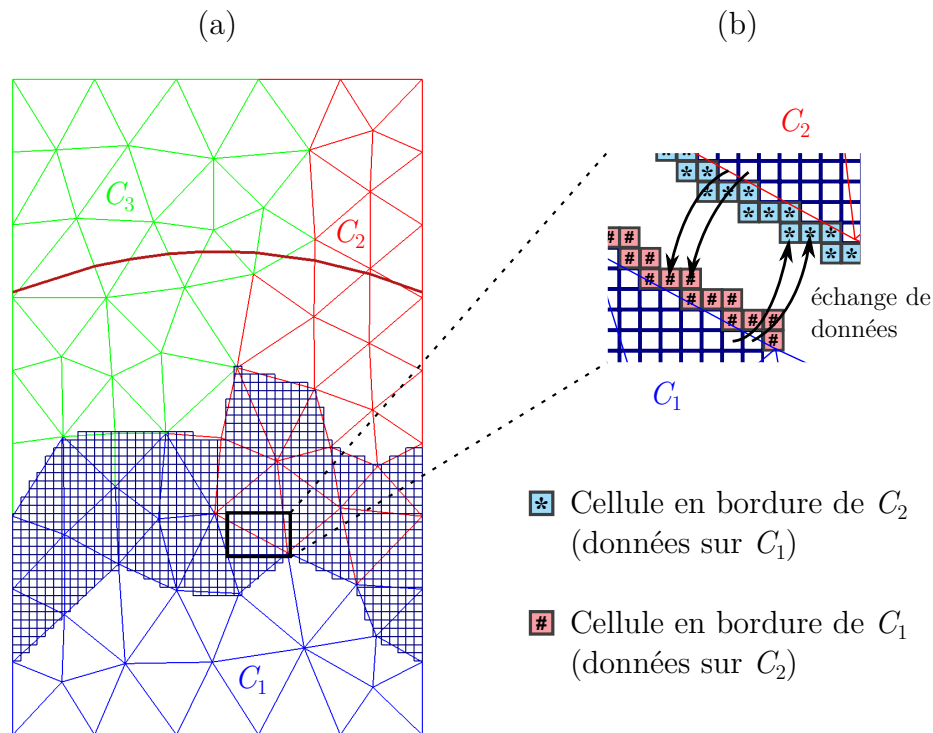 (a)
(b)
C₃
C₂
C₁
C₂
échange de
données
C₁
* Cellule en bordure de C₂
(données sur C₁)
# Cellule en bordure de C₁
(données sur C₂)